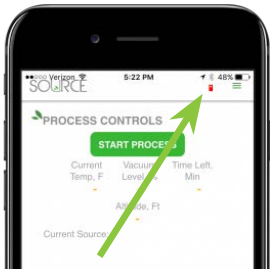 Verizon 5:22 PM 48%
SOURCE
PROCESS CONTROLS
START PROCESS
Current Vacuum Time Left,
Temp, F Level, % Min
- - -
Altitude, Ft
-
Current Source: